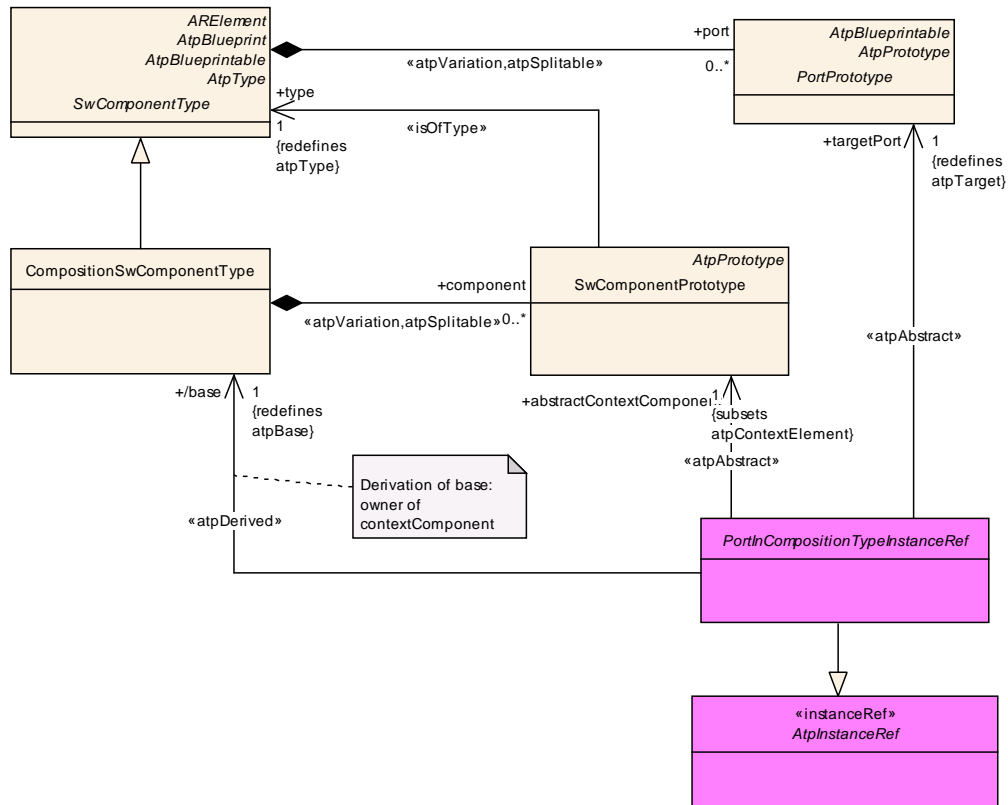 ARElement
AtpBlueprint
AtpBlueprintable
AtpType
SwComponentType
+port
«atpVariation,atpSplitable»
0..*
AtpBlueprintable
AtpPrototype
PortPrototype
+type
1
{redefines
atpType}
«isOfType»
+targetPort
1
{redefines
atpTarget}
CompositionSwComponentType
+component
«atpVariation,atpSplitable»
0..*
AtpPrototype
SwComponentPrototype
«atpAbstract»
+/base
1
{redefines
atpBase}
+abstractContextComponen
1
{subsets
atpContextElement}
«atpAbstract»
Derivation of base:
owner of
contextComponent
«atpDerived»
PortInCompositionTypeInstanceRef
«instanceRef»
AtpInstanceRef